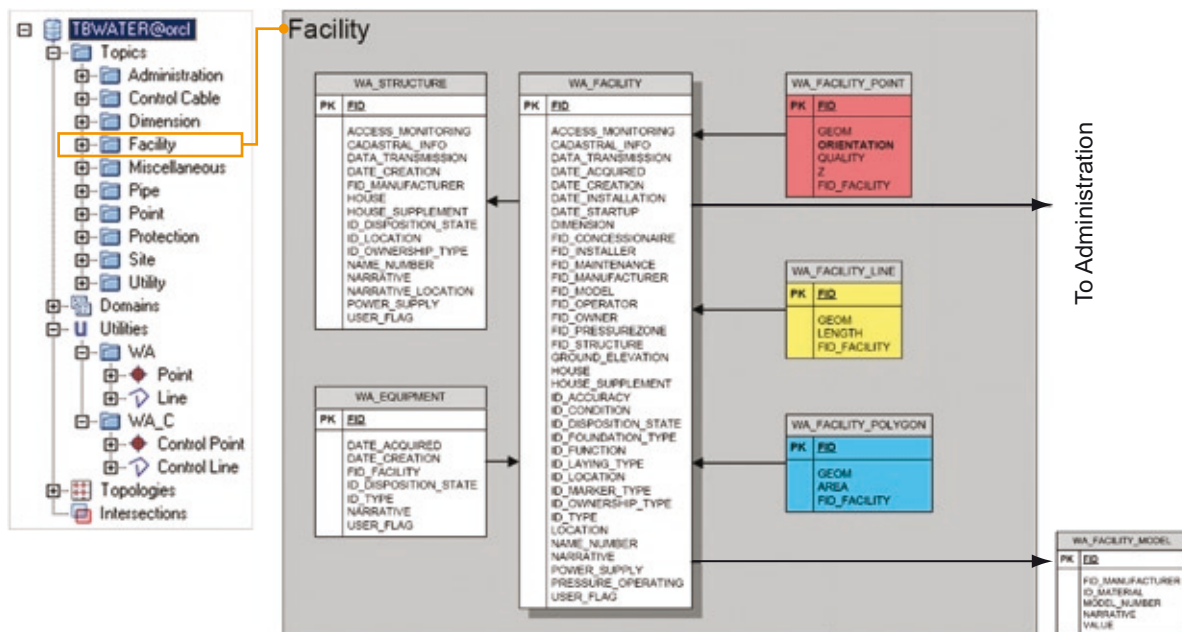 TBWATER@orcl
Topics
Administration
Control Cable
Dimension
Facility
Miscellaneous
Pipe
Point
Protection
Site
Utility
Domains
Utilities
WA
Point
Line
WA_C
Control Point
Control Line
Topologies
Intersections
Facility
WA_STRUCTURE
PK FID
ACCESS_MONITORING
CADASTRAL_INFO
DATA_TRANSMISSION
DATE_CREATION
FID_MANUFACTURER
HOUSE
HOUSE_SUPPLEMENT
ID_DISPOSITION_STATE
ID_LOCATION
ID_OWNERSHIP_TYPE
NAME_NUMBER
NARRATIVE
NARRATIVE_LOCATION
POWER_SUPPLY
USER_FLAG
WA_EQUIPMENT
PK FID
DATE_ACQUIRED
DATE_CREATION
FID_FACILITY
ID_DISPOSITION_STATE
ID_TYPE
NARRATIVE
USER_FLAG
WA_FACILITY
PK FID
ACCESS_MONITORING
CADASTRAL_INFO
DATA_TRANSMISSION
DATE_ACQUIRED
DATE_CREATION
DATE_INSTALLATION
DATE_STARTUP
DIMENSION
FID_CONCESSIONAIRE
FID_INSTALLER
FID_MAINTENANCE
FID_MANUFACTURER
FID_MODEL
FID_OPERATOR
FID_OWNER
FID_PRESSUREZONE
FID_STRUCTURE
GROUND_ELEVATION
HOUSE
HOUSE_SUPPLEMENT
ID_ACCURACY
ID_CONDITION
ID_DISPOSITION_STATE
ID_FOUNDATION_TYPE
ID_FUNCTION
ID_LAYING_TYPE
ID_LOCATION
ID_MARKER_TYPE
ID_OWNERSHIP_TYPE
ID_TYPE
LOCATION
NAME_NUMBER
NARRATIVE
POWER_SUPPLY
PRESSURE_OPERATING
USER_FLAG
WA_FACILITY_POINT
PK FID
GEOM
ORIENTATION
QUALITY
Z
FID_FACILITY
WA_FACILITY_LINE
PK FID
GEOM
LENGTH
FID_FACILITY
WA_FACILITY_POLYGON
PK FID
GEOM
AREA
FID_FACILITY
To Administration
WA_FACILITY_MODEL
PK FID
FID_MANUFACTURER
ID_MATERIAL
MODEL_NUMBER
NARRATIVE
VALUE